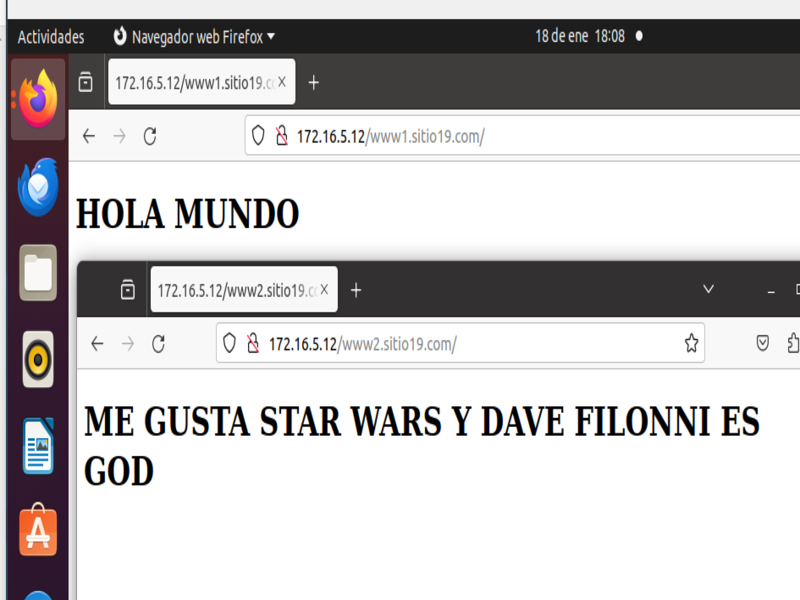 Actividades
Navegador web Firefox
18 de ene 18:08
172.16.5.12/www1.sitio19.c
172.16.5.12/www1.sitio19.com/
HOLA MUNDO
172.16.5.12/www2.sitio19.c
172.16.5.12/www2.sitio19.com/
ME GUSTA STAR WARS Y DAVE FILONNI ES
GOD